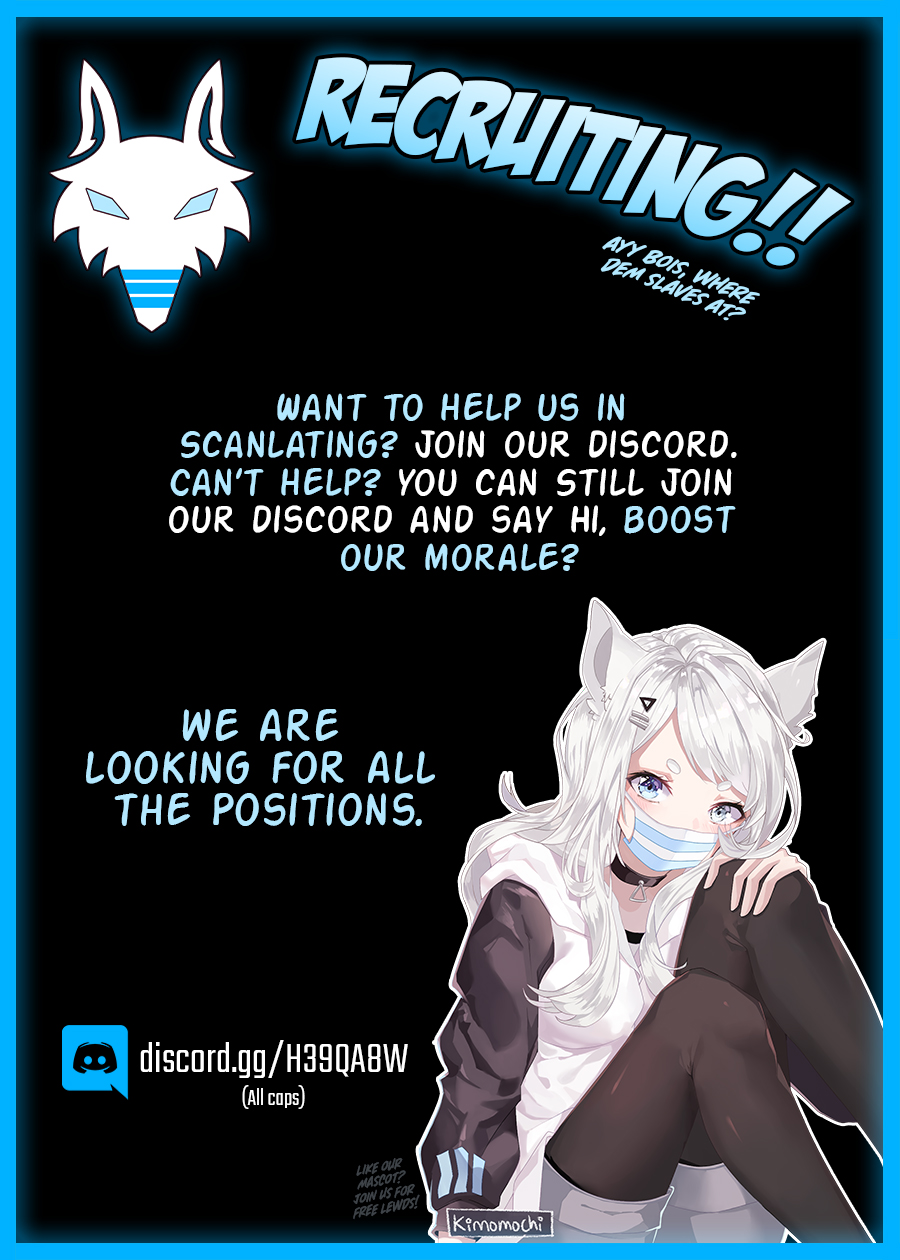 RECRUITING!!
AYY BOIS, WHERE
DEM SLAVES AT?
WANT TO HELP US IN
SCANLATING? JOIN OUR DISCORD.
CAN'T HELP? YOU CAN STILL JOIN
OUR DISCORD AND SAY HI, BOOST
OUR MORALE?
WE ARE
LOOKING FOR ALL
THE POSITIONS.
discord.gg/H39QA8W
(All caps)
LIKE OUR
MASCOT?
JOIN US FOR
FREE LEWDS!
Kimomochi